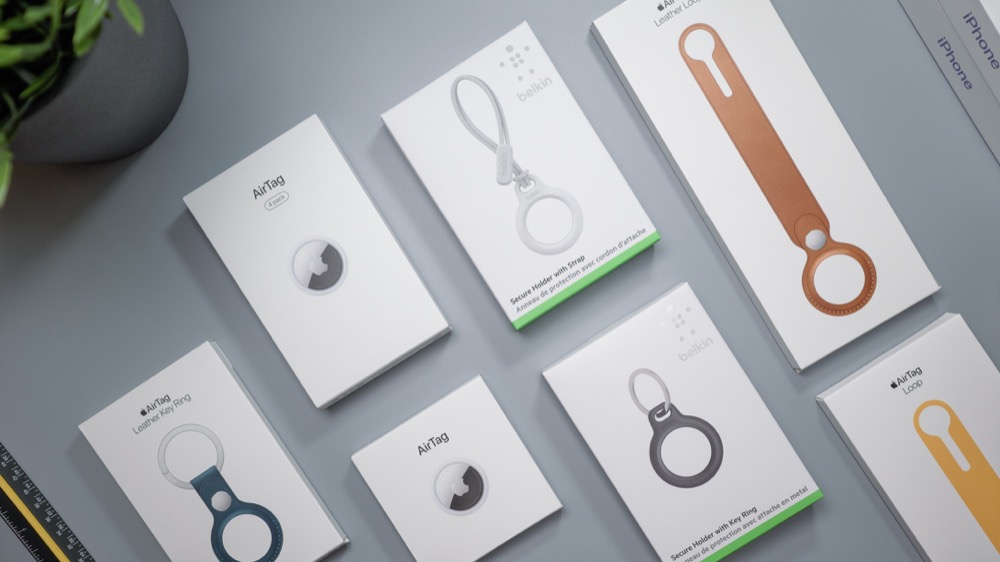 AirTag
4 pack
belkin
Secure Holder with Strap
Anneau de protection avec cordon d'attache
AirTag
Leather Key Ring
AirTag
belkin
Secure Holder with Key Ring
Anneau de protection avec attache en metal
Leather Loop
AirTag
Loop
iPhone
iPhone